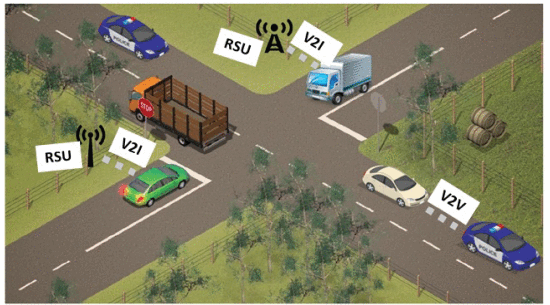 POLICE
RSU
V2I
STOP
RSU
V2I
V2V
POLICE